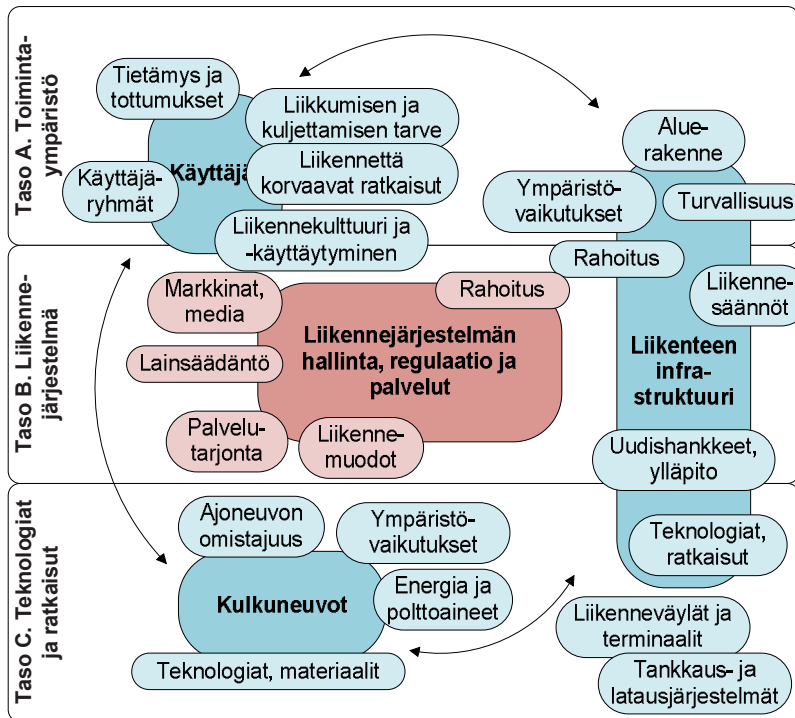 Taso A. Toiminta-
ympäristö
Tietämys ja
tottumukset
Liikkumisen ja
kuljettamisen tarve
Käyttäjä
Liikennettä
korvaavat ratkaisut
Käyttäjä-
ryhmät
Liikennekulttuuri ja
-käyttäytyminen
Alue-
rakenne
Ympäristö-
vaikutukset
Turvallisuus
Taso B. Liikenne-
järjestelmä
Rahoitus
Markkinat,
media
Rahoitus
Liikenne-
säännöt
Liikennejärjestelmän
hallinta, regulaatio ja
palvelut
Lainsäädäntö
Liikenteen
infra-
struktuuri
Palvelu-
tarjonta
Liikenne-
muodot
Uudishankkeet,
ylläpito
Taso C. Teknologiat
ja ratkaisut
Ajoneuvon
omistajuus
Ympäristö-
vaikutukset
Teknologiat,
ratkaisut
Kulkuneuvot
Energia ja
polttoaineet
Teknologiat, materiaalit
Liikenneväylät ja
terminaalit
Tankkaus- ja
latausjärjestelmät